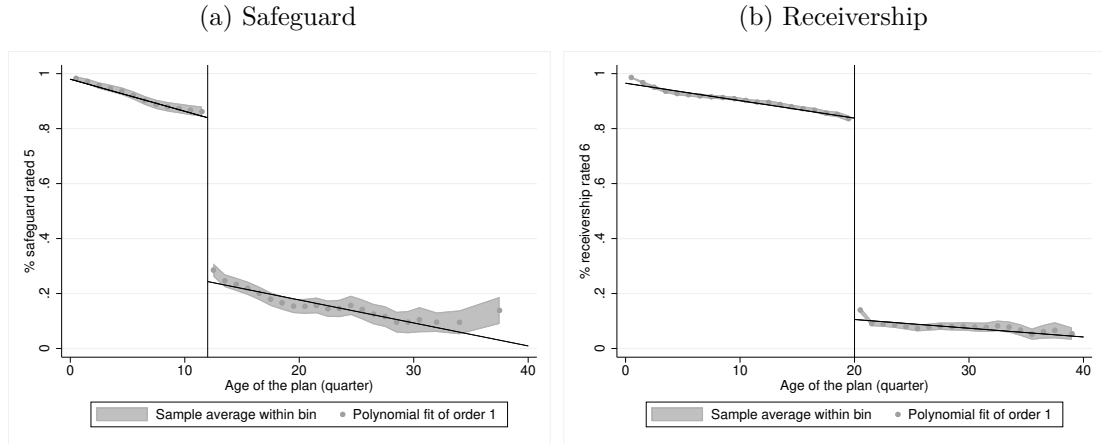 (a) Safeguard
% safeguard rated 5
1
.8
.6
.4
.2
0
0 10 20 30 40
Age of the plan (quarter)
Sample average within bin Polynomial fit of order 1
(b) Receivership
% receivership rated 6
1
.8
.6
.4
.2
0
0 10 20 30 40
Age of the plan (quarter)
Sample average within bin Polynomial fit of order 1